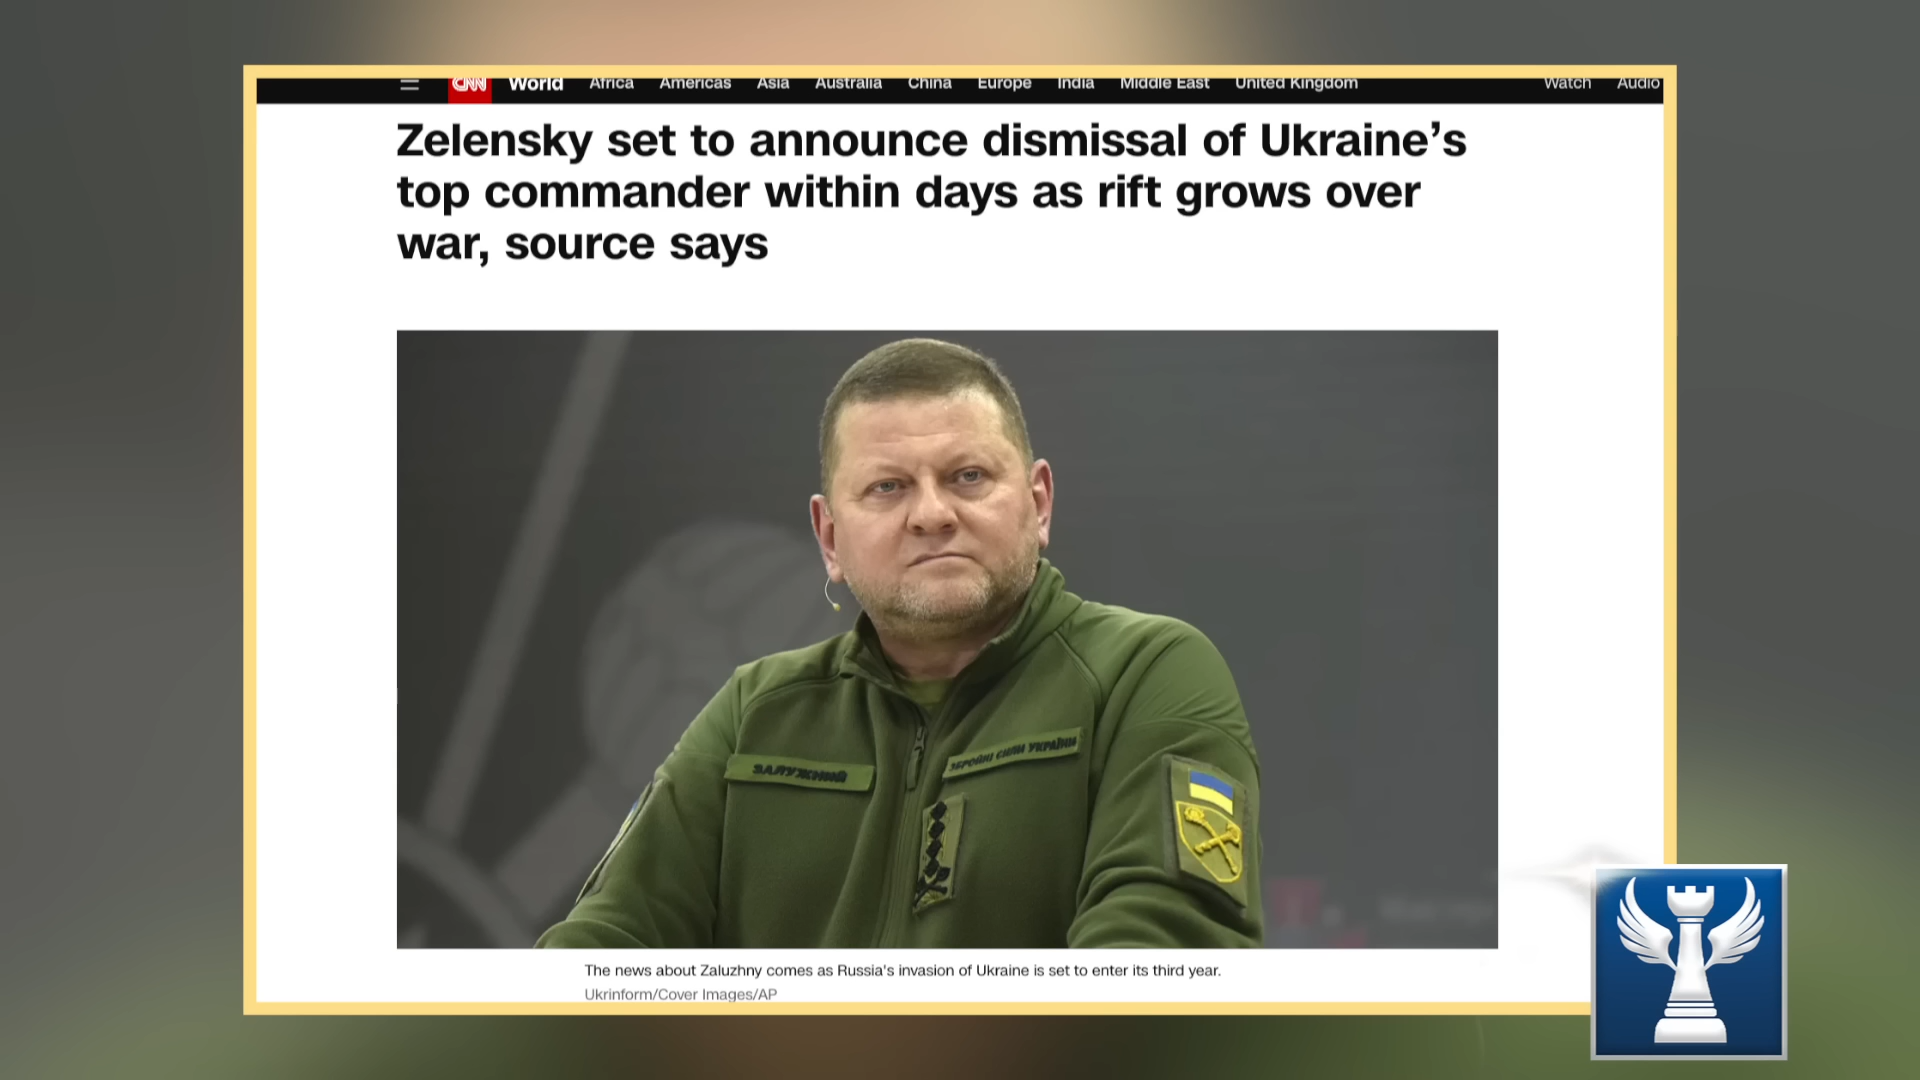 CNN World Africa Americas Asia Australia China Europe India Middle East United Kingdom Watch Audio
Zelensky set to announce dismissal of Ukraine’s
top commander within days as rift grows over
war, source says
ЗАЛУЖНИЙ
ЗБРОЙНІ СИЛИ УКРАЇНИ
The news about Zaluzhny comes as Russia's invasion of Ukraine is set to enter its third year.
Ukrinform/Cover Images/AP